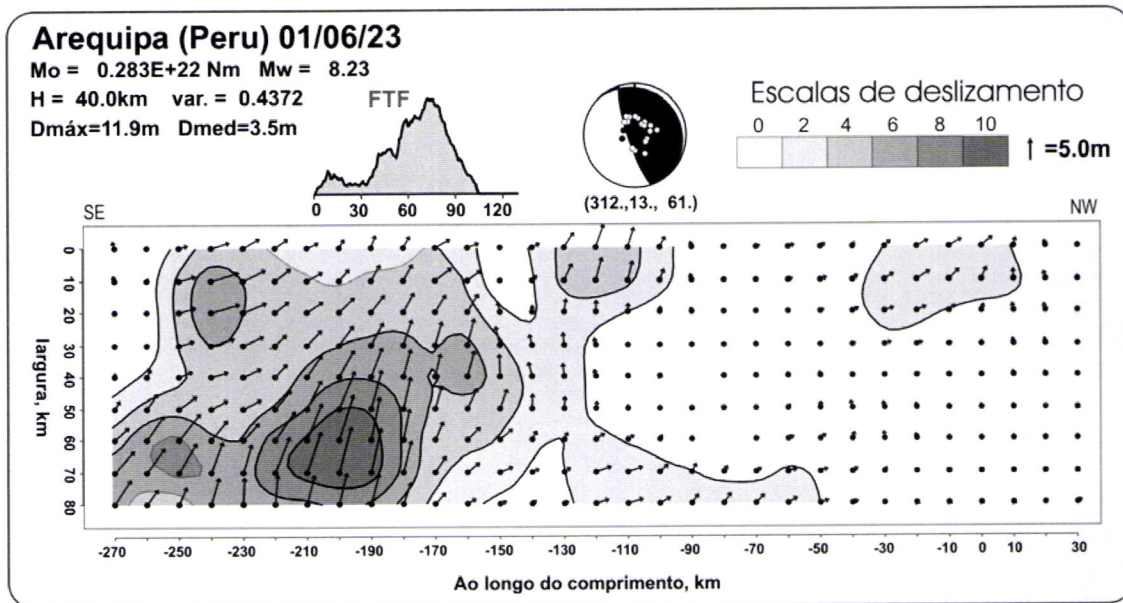 Arequipa (Peru) 01/06/23
Mo = 0.283E+22 Nm Mw = 8.23
H = 40.0km var. = 0.4372
Dmáx=11.9m Dmed=3.5m
FTF
0 30 60 90 120
(312.,13., 61.)
Escalas de deslizamento
0 2 4 6 8 10
=5.0m
SE
NW
largura, km
0
10
20
30
40
50
60
70
80
-270 -250 -230 -210 -190 -170 -150 -130 -110 -90 -70 -50 -30 -10 0 10 30
Ao longo do comprimento, km